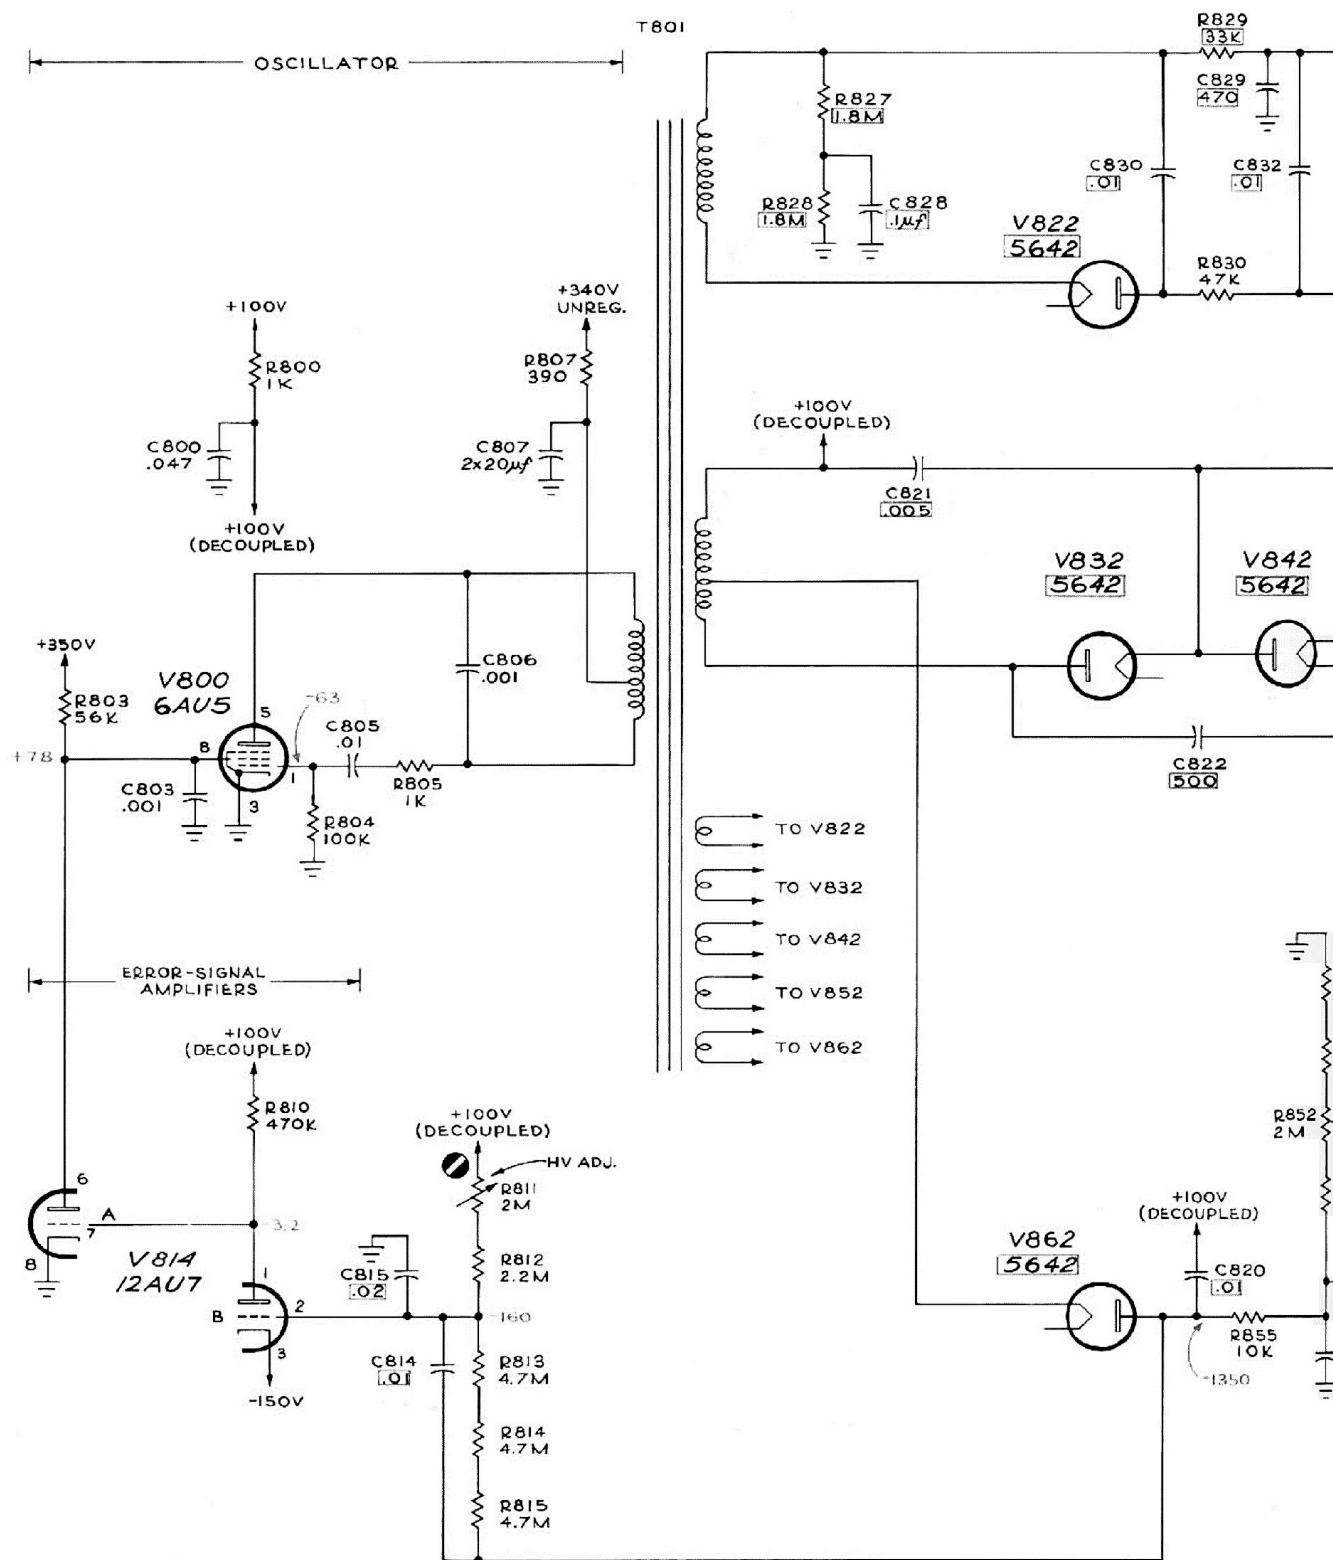 T801
OSCILLATOR
R829
33K
C829
470
R827
1.8M
C830
.01
C832
.01
R828
1.8M
C828
.1µf
V822
5642
R830
47K
+100V
R800
1K
C800
.047
+100V
(DECOUPLED)
+340V
UNREG.
R807
390
C807
2x20µf
+100V
(DECOUPLED)
C821
.005
V832
5642
V842
5642
C822
500
+350V
R803
56K
+78
V800
6AU5
5
8
3
1
-63
C803
.001
C805
.01
R805
1K
R804
100K
C806
.001
TO V822
TO V832
TO V842
TO V852
TO V862
ERROR-SIGNAL
AMPLIFIERS
+100V
(DECOUPLED)
R810
470K
6
A
7
8
-3.2
V814
12AU7
1
B
2
3
-150V
+100V
(DECOUPLED)
HV ADJ.
R811
2M
R812
2.2M
C815
.02
-160
C814
.01
R813
4.7M
R814
4.7M
R815
4.7M
R852
2M
+100V
(DECOUPLED)
V862
5642
C820
.01
R855
10K
-1350